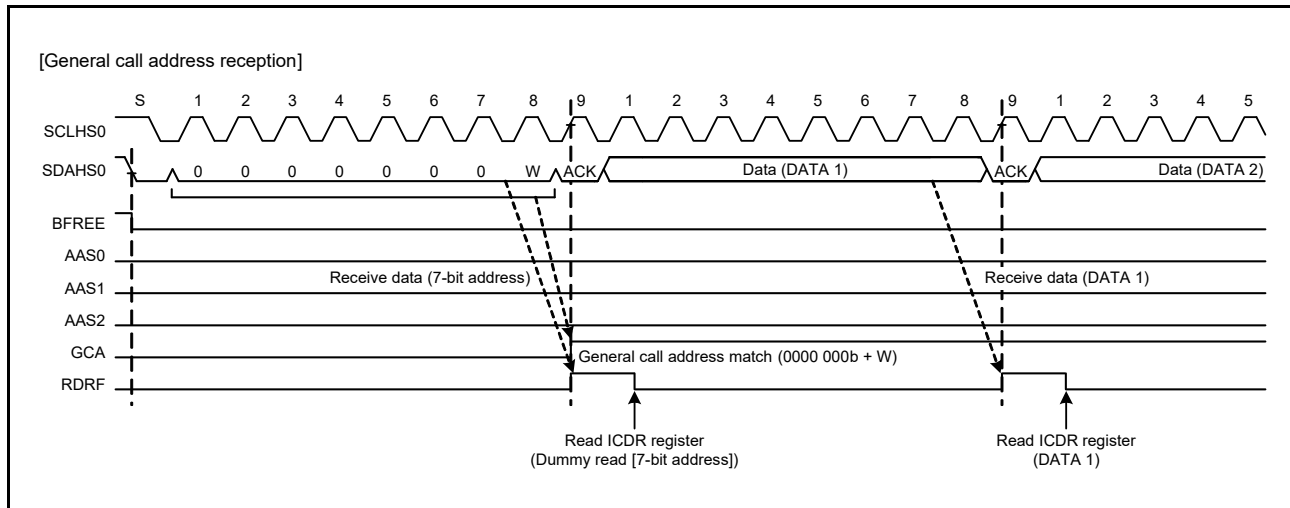 [General call address reception]
S 1 2 3 4 5 6 7 8 9 1 2 3 4 5 6 7 8 9 1 2 3 4 5
SCLHS0
SDAHS0 0 0 0 0 0 0 0 W ACK Data (DATA 1) ACK Data (DATA 2)
BFREE
AAS0
Receive data (7-bit address) Receive data (DATA 1)
AAS1
AAS2
GCA
General call address match (0000 000b + W)
RDRF
Read ICDR register
(Dummy read [7-bit address])
Read ICDR register
(DATA 1)